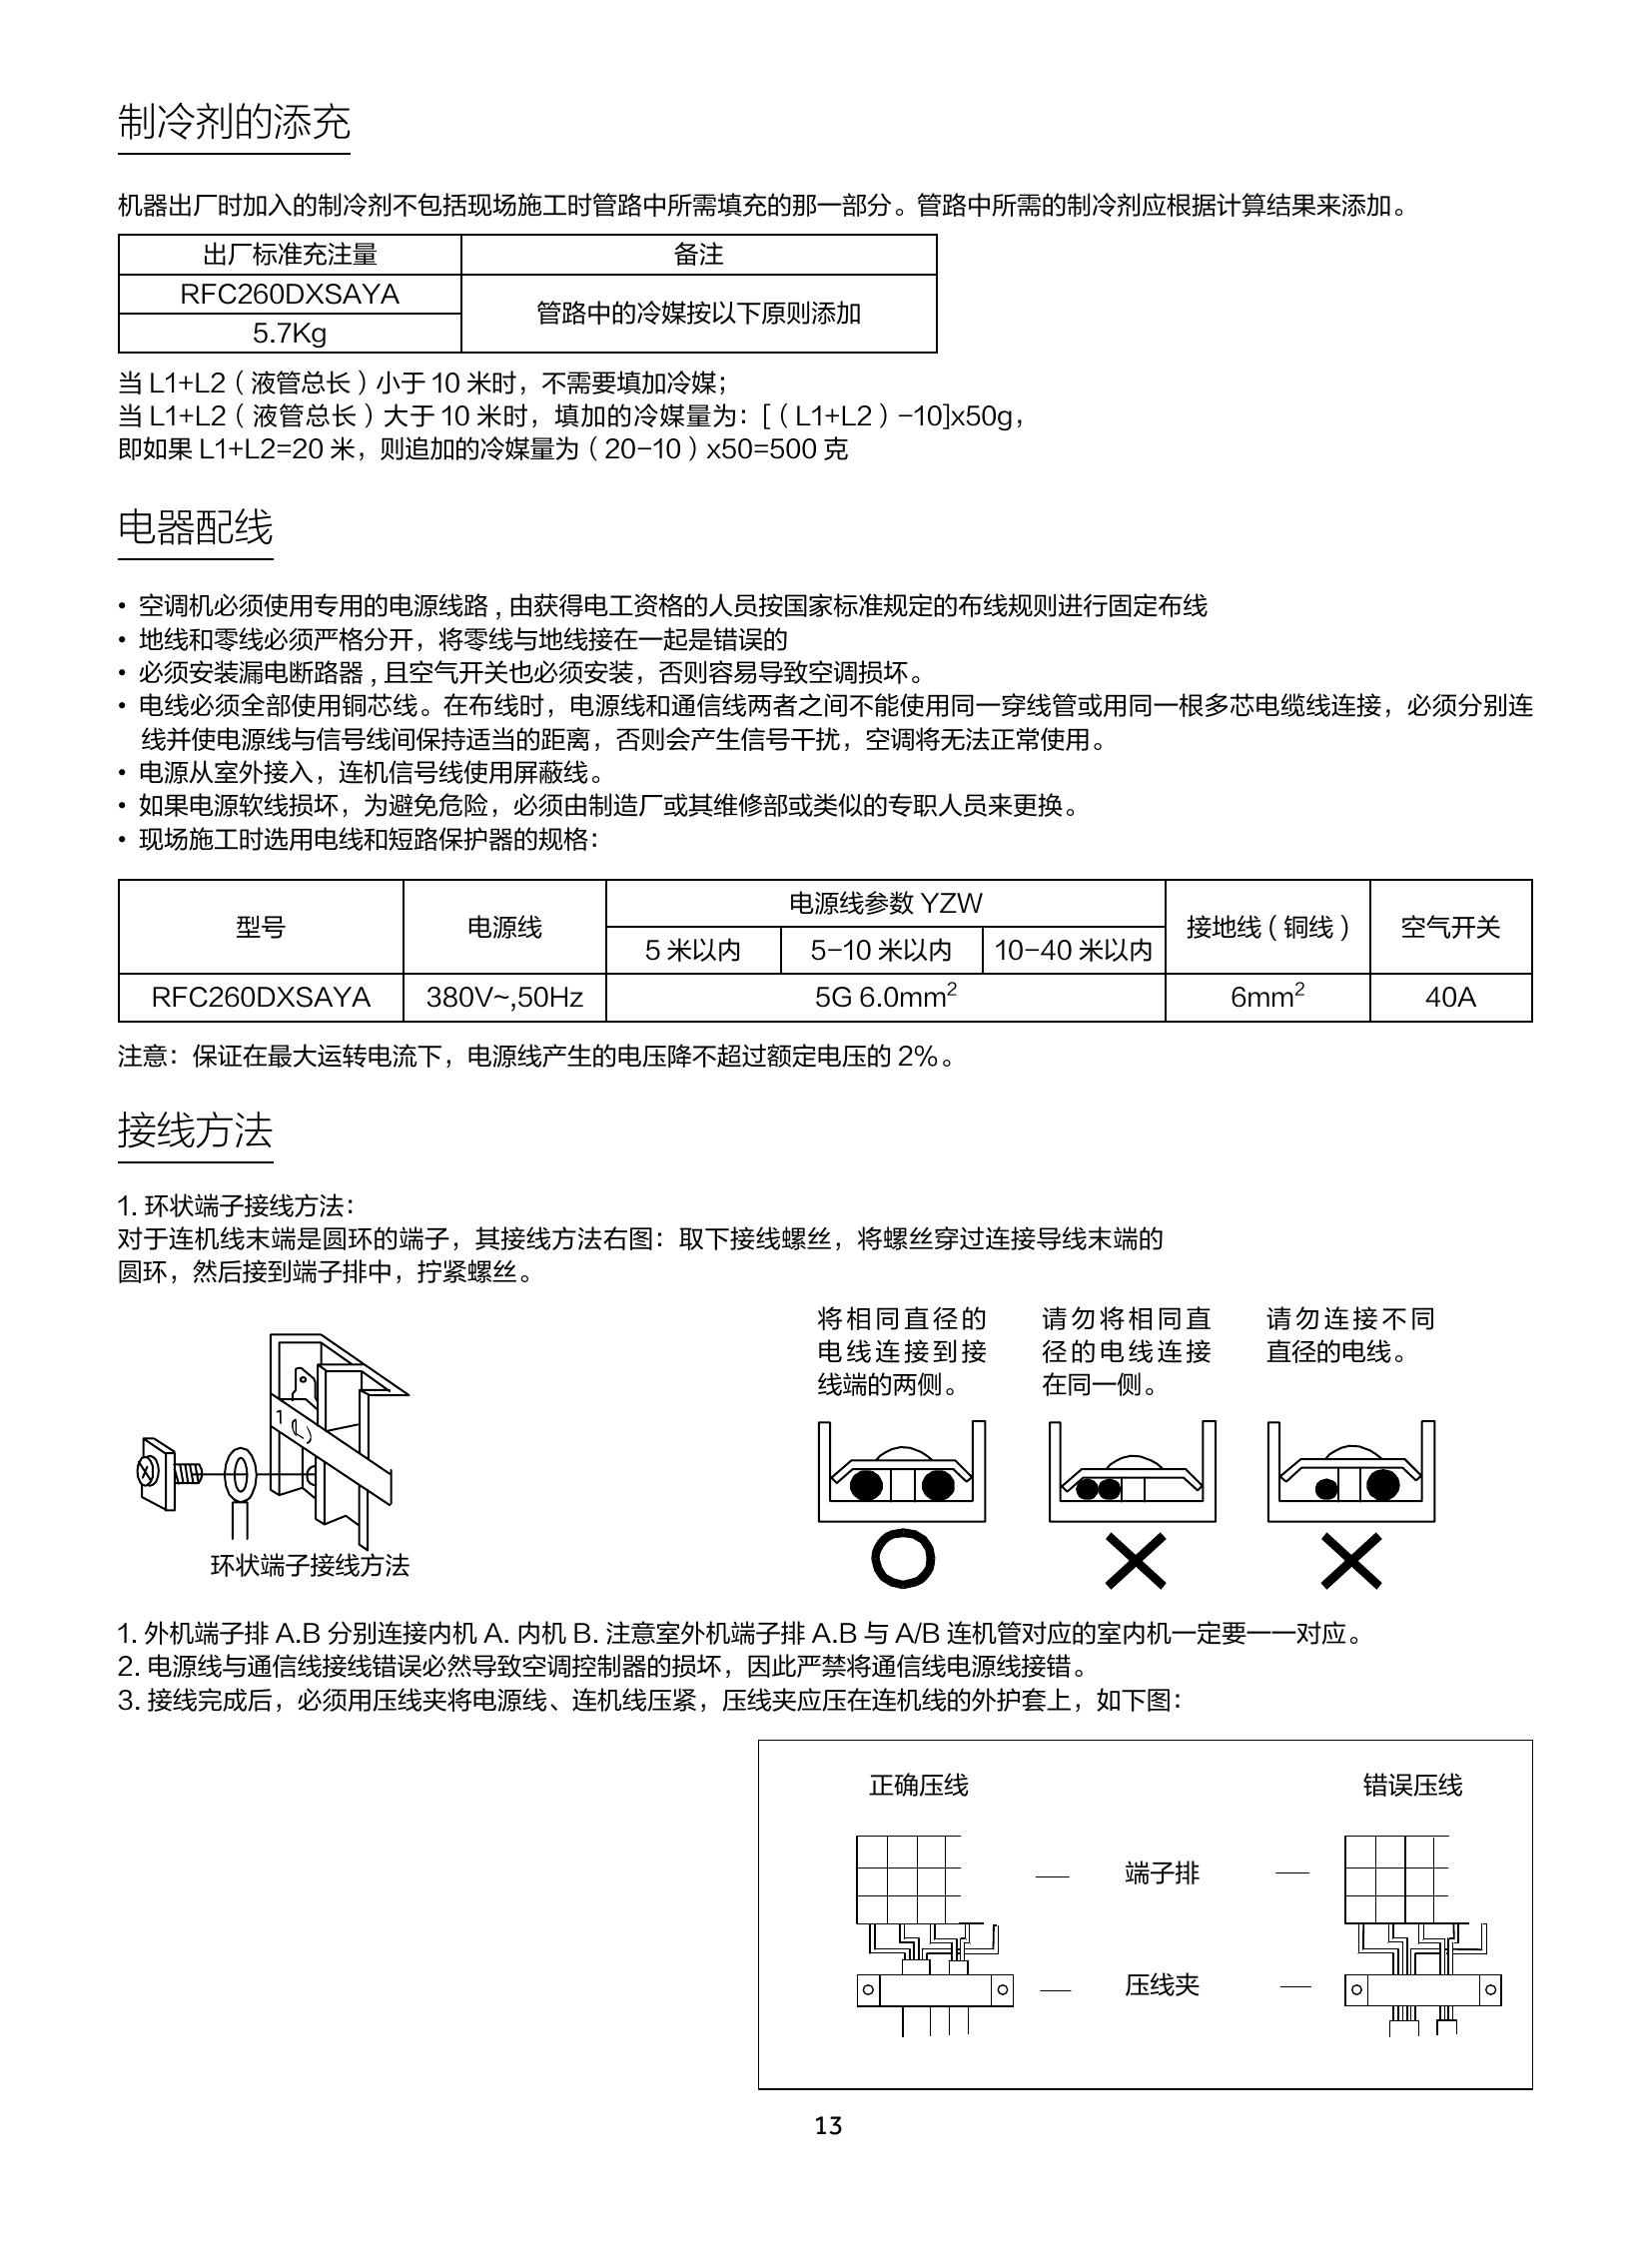 制冷剂的添充
机器出厂时加入的制冷剂不包括现场施工时管路中所需填充的那一部分。管路中所需的制冷剂应根据计算结果来添加。
出厂标准充注量 备注
RFC260DXSAYA
管路中的冷媒按以下原则添加
5.7Kg
当 L1+L2（液管总长）小于 10 米时，不需要填加冷媒；
当 L1+L2（液管总长）大于 10 米时，填加的冷媒量为：[（L1+L2）-10]x50g，
即如果 L1+L2=20 米，则追加的冷媒量为（20-10）x50=500 克
电器配线
• 空调机必须使用专用的电源线路 , 由获得电工资格的人员按国家标准规定的布线规则进行固定布线
• 地线和零线必须严格分开，将零线与地线接在一起是错误的
• 必须安装漏电断路器 , 且空气开关也必须安装，否则容易导致空调损坏。
• 电线必须全部使用铜芯线。在布线时，电源线和通信线两者之间不能使用同一穿线管或用同一根多芯电缆线连接，必须分别连
线并使电源线与信号线间保持适当的距离，否则会产生信号干扰，空调将无法正常使用。
• 电源从室外接入，连机信号线使用屏蔽线。
• 如果电源软线损坏，为避免危险，必须由制造厂或其维修部或类似的专职人员来更换。
• 现场施工时选用电线和短路保护器的规格：
型号 电源线 电源线参数 YZW 接地线（铜线） 空气开关
5 米以内 5-10 米以内 10-40 米以内
RFC260DXSAYA 380V~,50Hz 5G 6.0mm² 6mm² 40A
注意：保证在最大运转电流下，电源线产生的电压降不超过额定电压的 2%。
接线方法
1. 环状端子接线方法：
对于连机线末端是圆环的端子，其接线方法右图：取下接线螺丝，将螺丝穿过连接导线末端的
圆环，然后接到端子排中，拧紧螺丝。
1 (L)
环状端子接线方法
将相同直径的
电线连接到接
线端的两侧。
请勿将相同直
径的电线连接
在同一侧。
请勿连接不同
直径的电线。
1. 外机端子排 A.B 分别连接内机 A. 内机 B. 注意室外机端子排 A.B 与 A/B 连机管对应的室内机一定要一一对应。
2. 电源线与通信线接线错误必然导致空调控制器的损坏，因此严禁将通信线电源线接错。
3. 接线完成后，必须用压线夹将电源线、连机线压紧，压线夹应压在连机线的外护套上，如下图：
正确压线 错误压线
端子排
压线夹
13